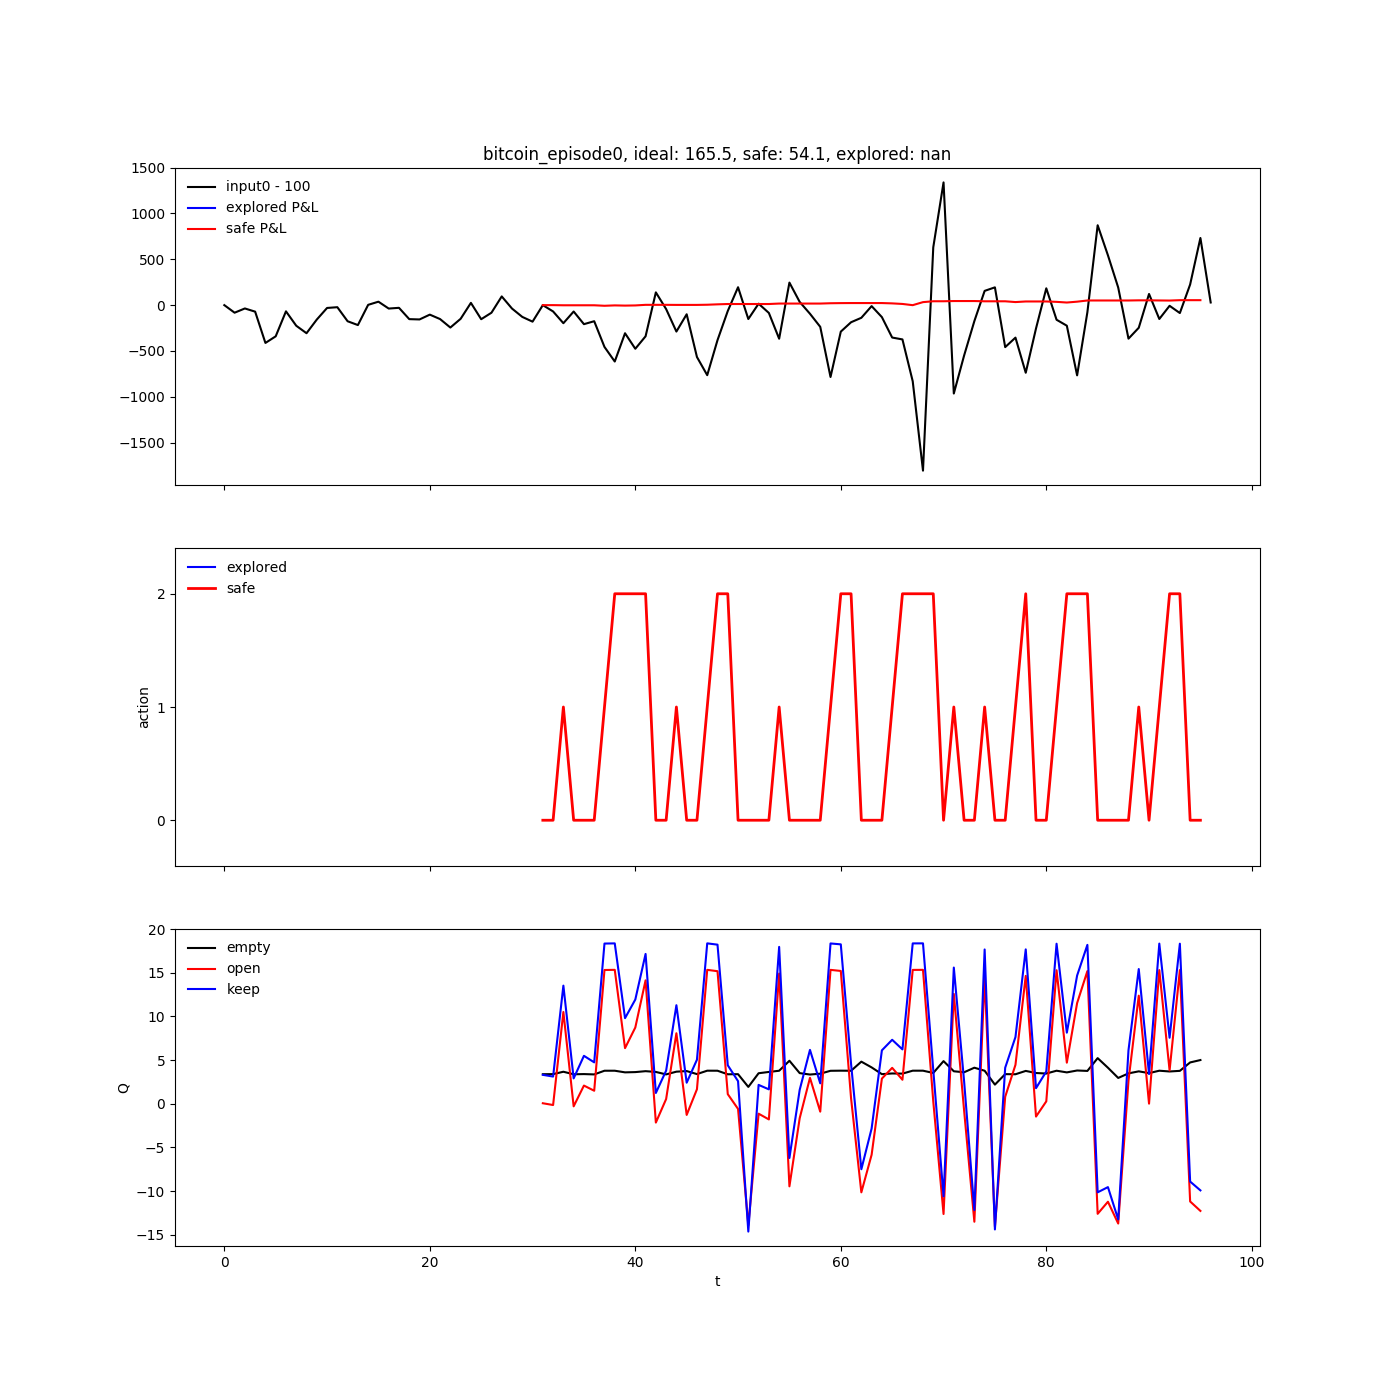 bitcoin_episode0, ideal: 165.5, safe: 54.1, explored: nan
1500
1000
500
0
−500
−1000
−1500
input0 - 100
explored P&L
safe P&L
2
1
0
action
explored
safe
20
15
10
5
0
−5
−10
−15
Q
empty
open
keep
0 20 40 60 80 100
t